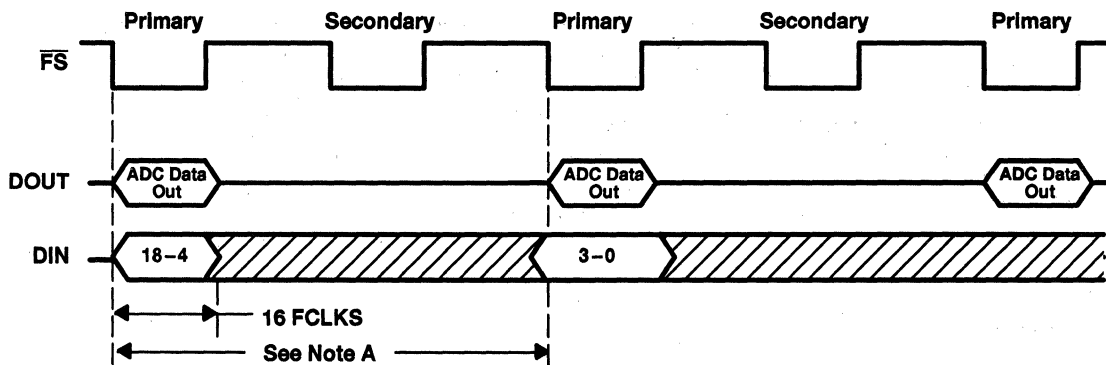 Primary Secondary Primary Secondary Primary
FS
DOUT ADC Data Out ADC Data Out ADC Data Out
DIN 18–4 3–0
16 FCLKS
See Note A